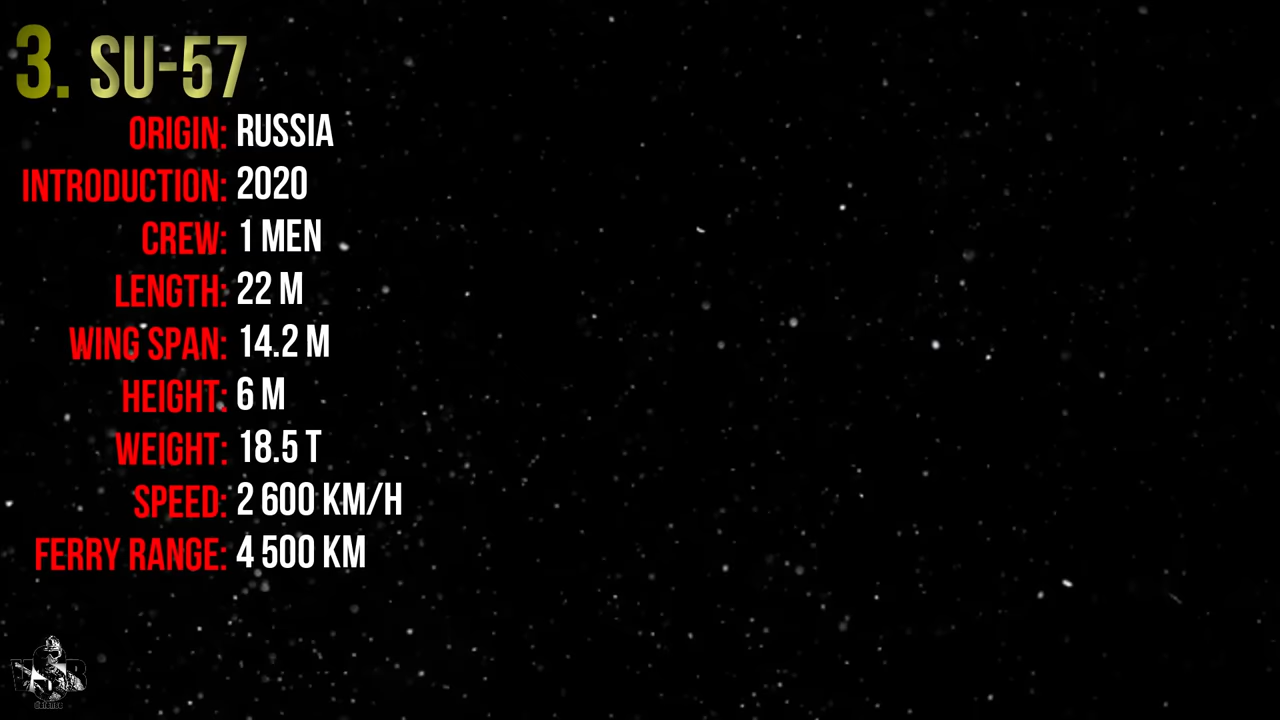 3. SU-57
ORIGIN: RUSSIA
INTRODUCTION: 2020
CREW: 1 MEN
LENGTH: 22 M
WING SPAN: 14.2 M
HEIGHT: 6 M
WEIGHT: 18.5 T
SPEED: 2 600 KM/H
FERRY RANGE: 4 500 KM